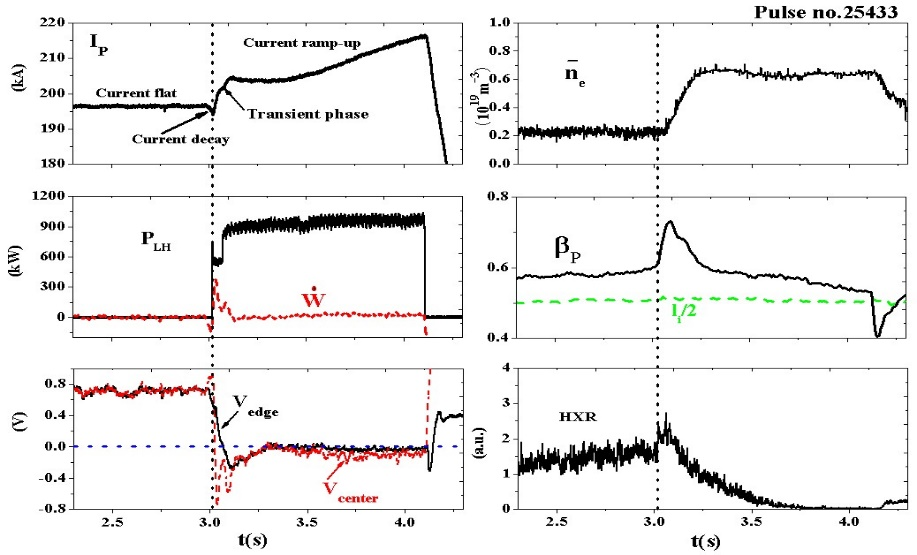 Pulse no.25433
I_P
Current ramp-up
Current flat
Transient phase
Current decay
(kA)
220
210
200
190
180
n̄_e
(10^19 m^-3)
1.0
0.8
0.6
0.4
0.2
0.0
P_LH
Ẇ
(kW)
1200
900
600
300
0
β_P
l_i/2
0.8
0.6
0.4
V_edge
V_center
(V)
0.8
0.4
0.0
-0.4
-0.8
2.5
3.0
3.5
4.0
t(s)
HXR
(a.u.)
4
3
2
1
0
2.5
3.0
3.5
4.0
t(s)